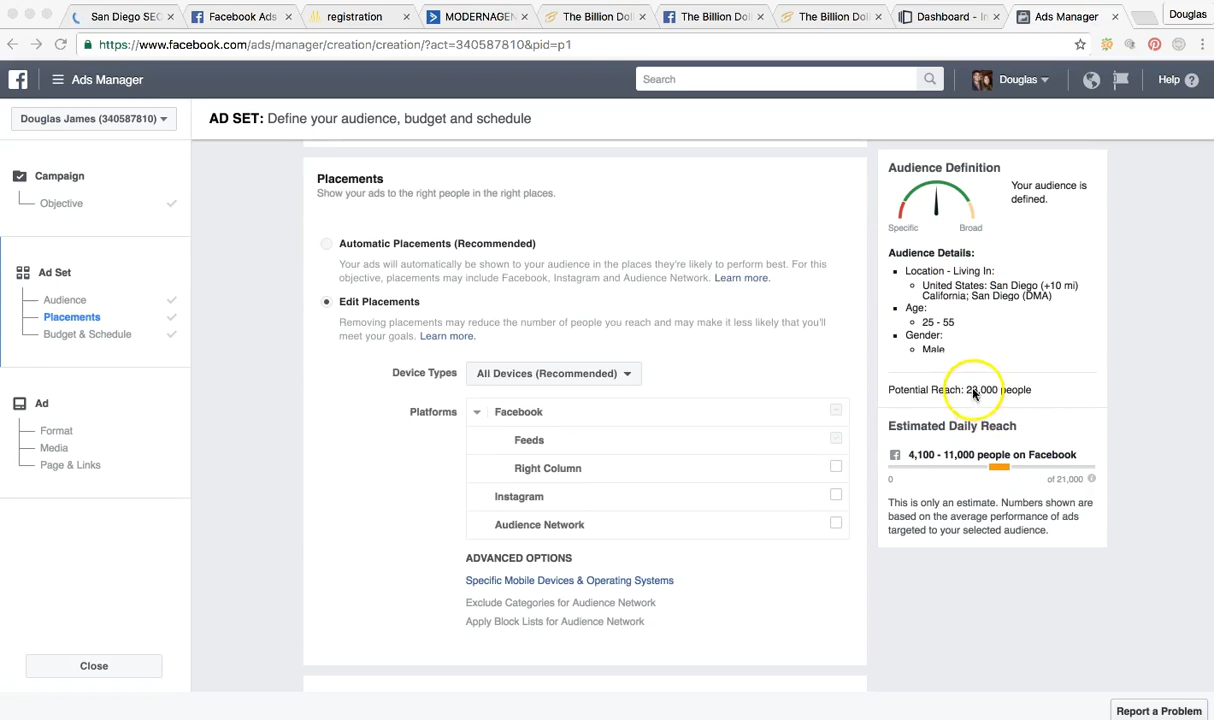 San Diego SEC
Facebook Ads
registration
MODERNAGEN
The Billion Doll
The Billion Dol
The Billion Dol
Dashboard - In
Ads Manager
Douglas
https://www.facebook.com/ads/manager/creation/creation/?act=340587810&pid=p1
Ads Manager
Search
Douglas
Help
Douglas James (340587810)
AD SET: Define your audience, budget and schedule
Campaign
Objective
Ad Set
Audience
Placements
Budget & Schedule
Ad
Format
Media
Page & Links
Close
Placements
Show your ads to the right people in the right places.
Automatic Placements (Recommended)
Your ads will automatically be shown to your audience in the places they're likely to perform best. For this
objective, placements may include Facebook, Instagram and Audience Network. Learn more.
Edit Placements
Removing placements may reduce the number of people you reach and may make it less likely that you'll
meet your goals. Learn more.
Device Types
All Devices (Recommended)
Platforms
Facebook
Feeds
Right Column
Instagram
Audience Network
ADVANCED OPTIONS
Specific Mobile Devices & Operating Systems
Exclude Categories for Audience Network
Apply Block Lists for Audience Network
Audience Definition
Your audience is
defined.
Specific
Broad
Audience Details:
Location - Living In:
United States: San Diego (+10 mi)
California; San Diego (DMA)
Age:
25 - 55
Gender:
Male
Potential Reach: ,000 people
Estimated Daily Reach
4,100 - 11,000 people on Facebook
0
of 21,000
This is only an estimate. Numbers shown are
based on the average performance of ads
targeted to your selected audience.
Report a Problem